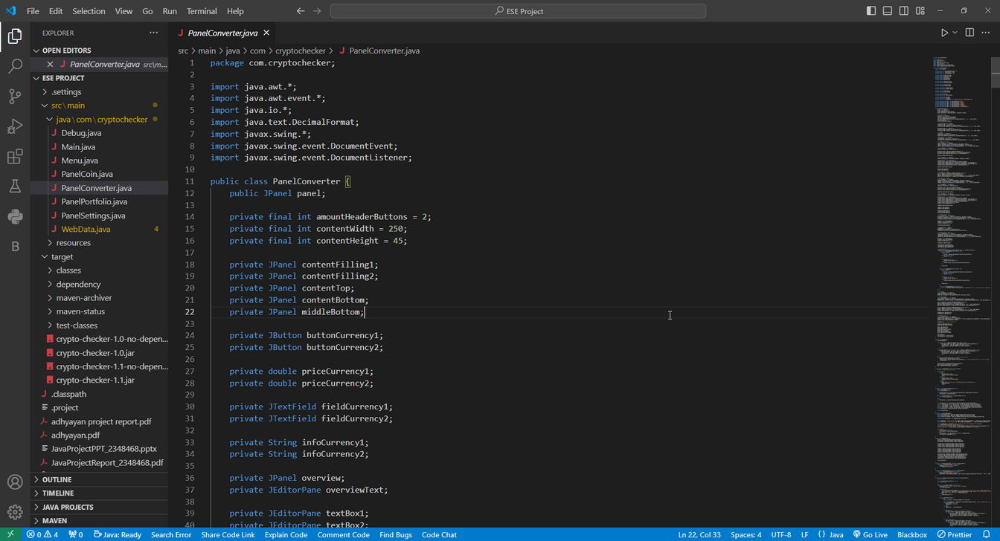 File Edit Selection View Go Run Terminal Help
ESE Project
EXPLORER
OPEN EDITORS
PanelConverter.java src\m...
ESE PROJECT
.settings
src\main
java\com\cryptochecker
Debug.java
Main.java
Menu.java
PanelCoin.java
PanelConverter.java
PanelPortfolio.java
PanelSettings.java
WebData.java 4
resources
target
classes
dependency
maven-archiver
maven-status
test-classes
crypto-checker-1.0-no-depen...
crypto-checker-1.0.jar
crypto-checker-1.1-no-depen...
crypto-checker-1.1.jar
.classpath
.project
adhyayan project report.pdf
adhyayan.pdf
JavaProjectPPT_2348468.pptx
JavaProjectReport_2348468.pdf
OUTLINE
TIMELINE
JAVA PROJECTS
MAVEN
PanelConverter.java
src > main > java > com > cryptochecker > PanelConverter.java
1 package com.cryptochecker;
2
3 import java.awt.*;
4 import java.awt.event.*;
5 import java.io.*;
6 import java.text.DecimalFormat;
7 import javax.swing.*;
8 import javax.swing.event.DocumentEvent;
9 import javax.swing.event.DocumentListener;
10
11 public class PanelConverter {
12 public JPanel panel;
13
14 private final int amountHeaderButtons = 2;
15 private final int contentWidth = 250;
16 private final int contentHeight = 45;
17
18 private JPanel contentFilling1;
19 private JPanel contentFilling2;
20 private JPanel contentTop;
21 private JPanel contentBottom;
22 private JPanel middleBottom;
23
24 private JButton buttonCurrency1;
25 private JButton buttonCurrency2;
26
27 private double priceCurrency1;
28 private double priceCurrency2;
29
30 private JTextField fieldCurrency1;
31 private JTextField fieldCurrency2;
32
33 private String infoCurrency1;
34 private String infoCurrency2;
35
36 private JPanel overview;
37 private JEditorPane overviewText;
38
39 private JEditorPane textBox1;
40 private JEditorPane textBox2;
0 4 0 Java: Ready Search Error Share Code Link Explain Code Comment Code Find Bugs Code Chat Ln 22, Col 33 Spaces: 4 UTF-8 LF {} Java Go Live Blackbox Prettier